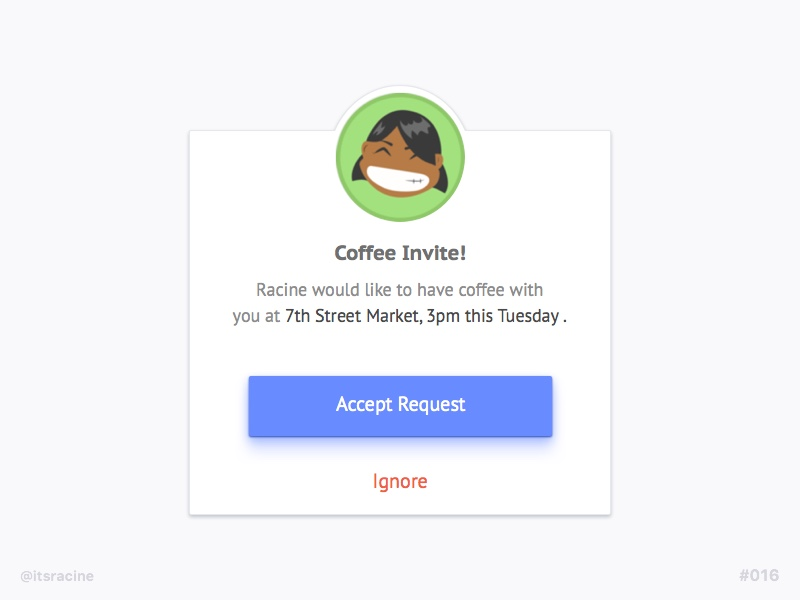 Coffee Invite!
Racine would like to have coffee with
you at 7th Street Market, 3pm this Tuesday .
Accept Request
Ignore
@itsracine
#016